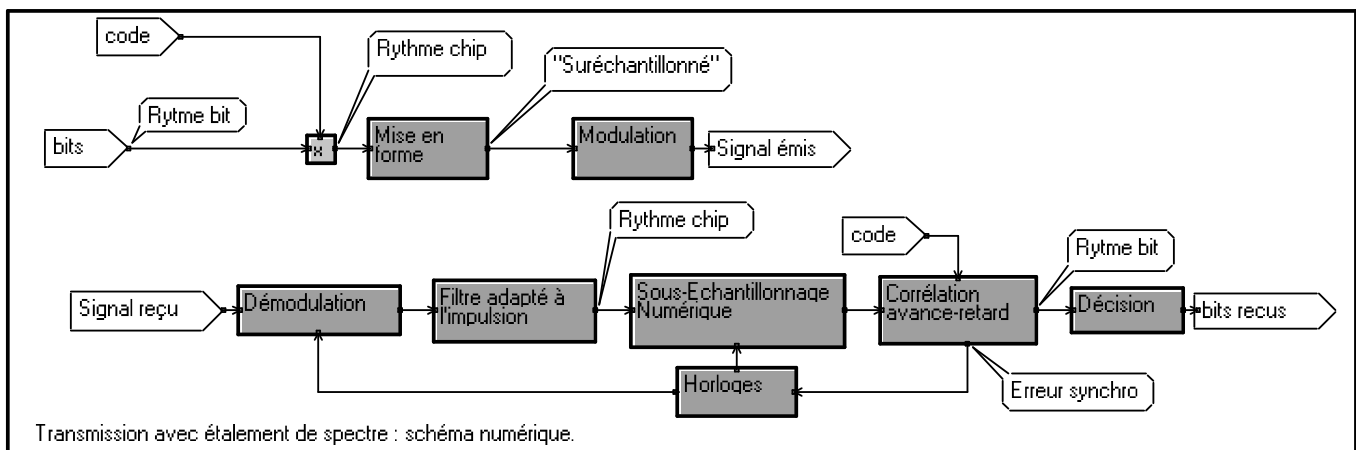 code
Rythme chip
"Suréchantillonné"
Rytme bit
bits
x
Mise en
forme
Modulation
Signal émis
Rythme chip
code
Rytme bit
Signal reçu
Démodulation
Filtre adapté à
l'impulsion
Sous-Echantillonnage
Numérique
Corrélation
avance-retard
Décision
bits recus
Horloges
Erreur synchro
Transmission avec étalement de spectre : schéma numérique.